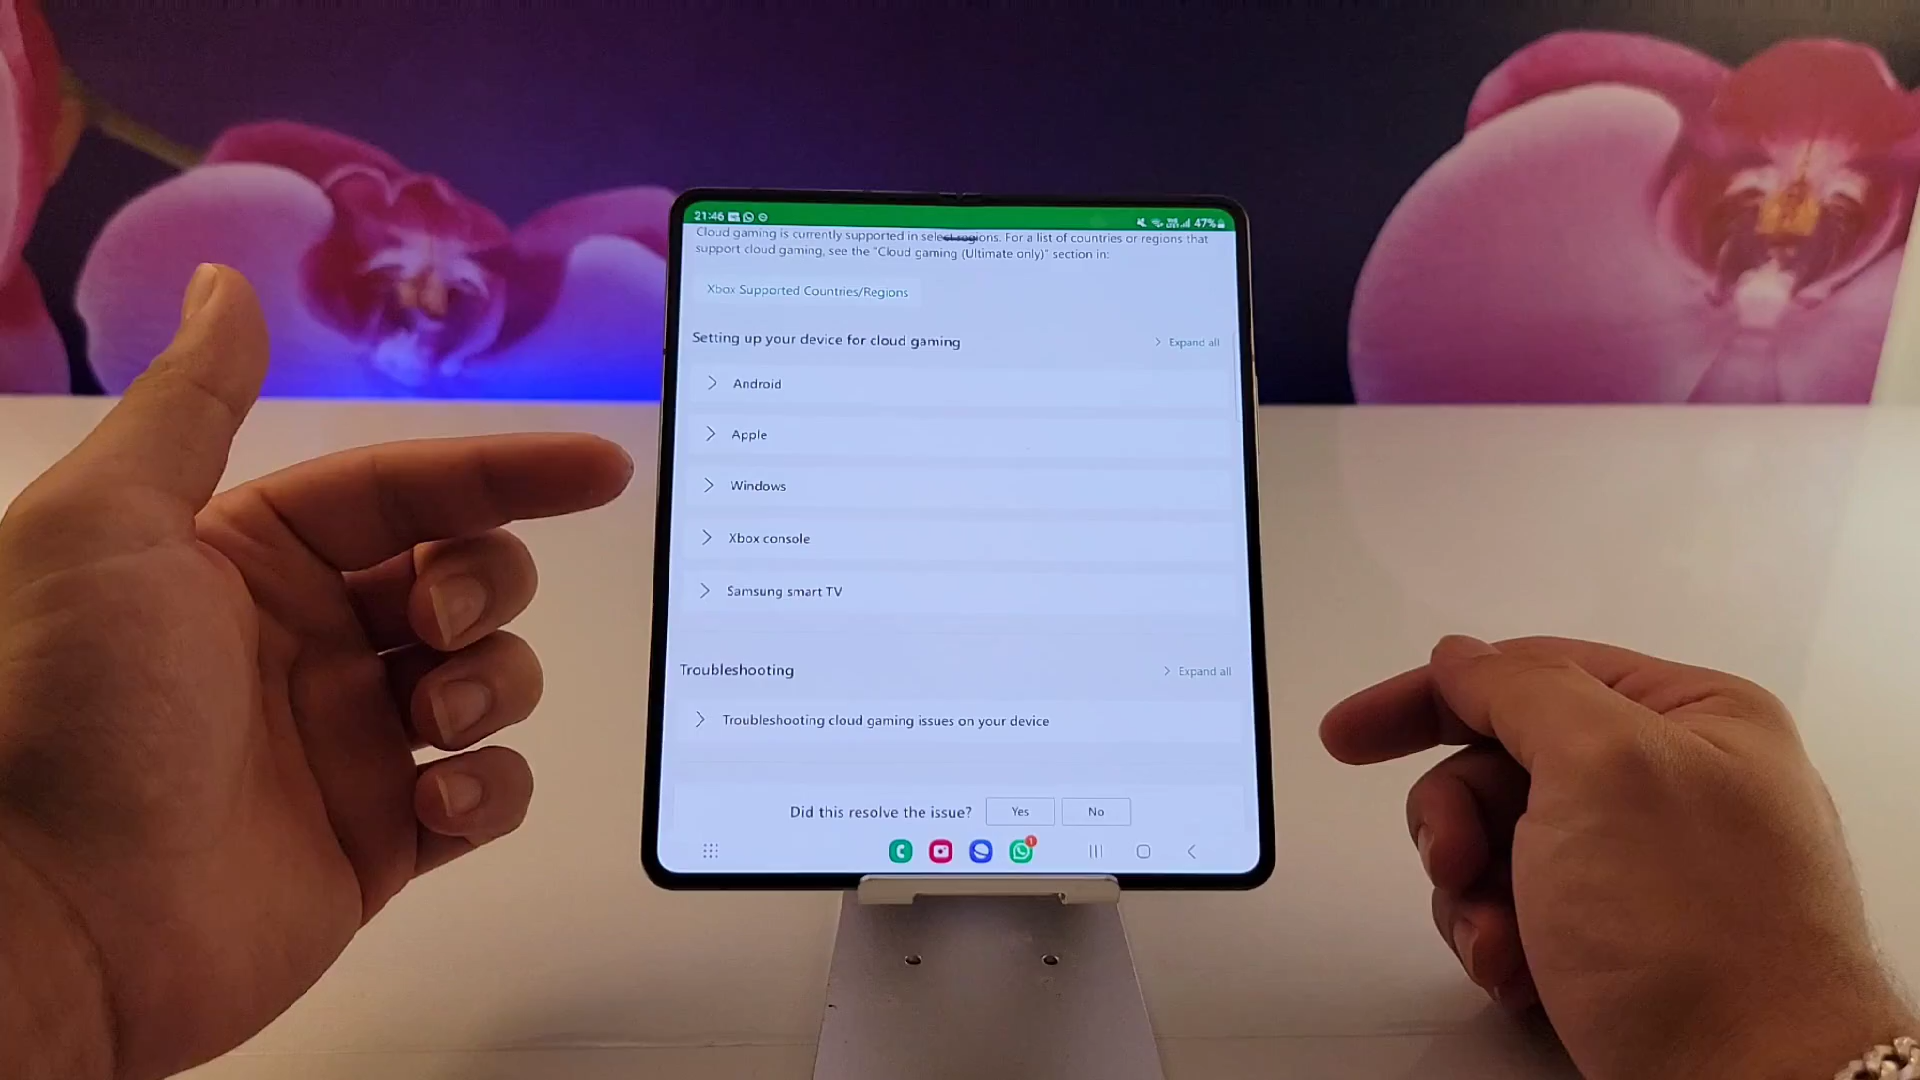 21:46
47%
Cloud gaming is currently supported in select regions. For a list of countries or regions that
support cloud gaming, see the "Cloud gaming (Ultimate only)" section in:
Xbox Supported Countries/Regions
Setting up your device for cloud gaming
Expand all
Android
Apple
Windows
Xbox console
Samsung smart TV
Troubleshooting
Expand all
Troubleshooting cloud gaming issues on your device
Did this resolve the issue?
Yes
No
1